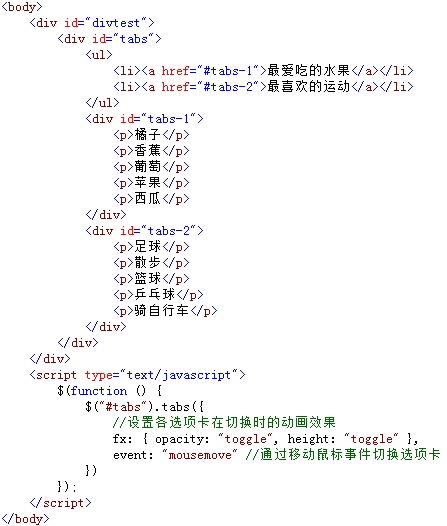 <body>
    <div id="divtest">
        <div id="tabs">
            <ul>
                <li><a href="#tabs-1">最爱吃的水果</a></li>
                <li><a href="#tabs-2">最喜欢的运动</a></li>
            </ul>
            <div id="tabs-1">
                <p>橘子</p>
                <p>香蕉</p>
                <p>葡萄</p>
                <p>苹果</p>
                <p>西瓜</p>
            </div>
            <div id="tabs-2">
                <p>足球</p>
                <p>散步</p>
                <p>篮球</p>
                <p>乒乓球</p>
                <p>骑自行车</p>
            </div>
        </div>
    </div>
    <script type="text/javascript">
        $(function () {
            $("#tabs").tabs({
                //设置各选项卡在切换时的动画效果
                fx: { opacity: "toggle", height: "toggle" },
                event: "mousemove" //通过移动鼠标事件切换选项卡
            })
        });
    </script>
</body>